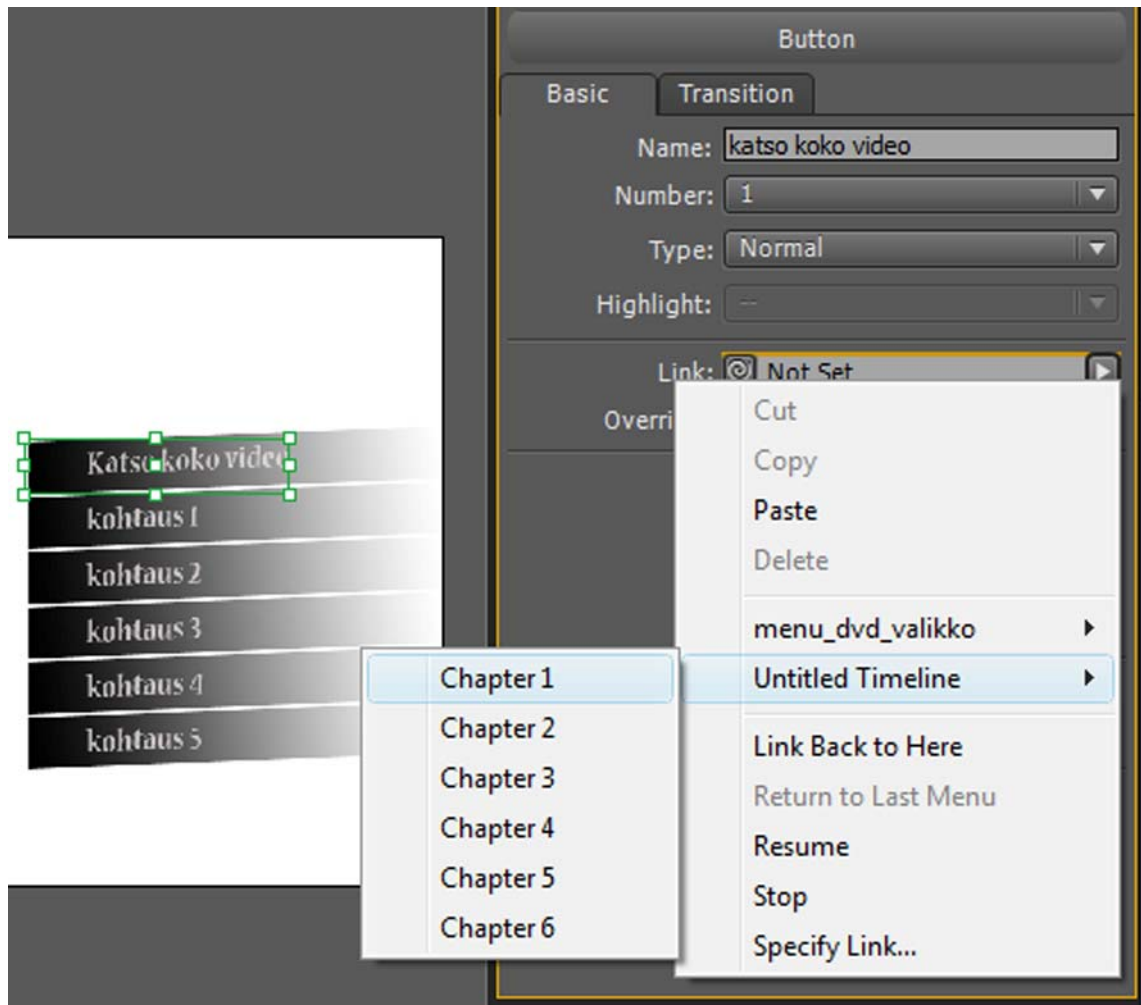 Button
Basic Transition
Name: katso koko video
Number: 1
Type: Normal
Highlight: --
Link: Not Set
Overri
Cut
Copy
Paste
Delete
menu_dvd_valikko
Untitled Timeline
Link Back to Here
Return to Last Menu
Resume
Stop
Specify Link...
Chapter 1
Chapter 2
Chapter 3
Chapter 4
Chapter 5
Chapter 6
Katso koko video
kohtaus 1
kohtaus 2
kohtaus 3
kohtaus 4
kohtaus 5